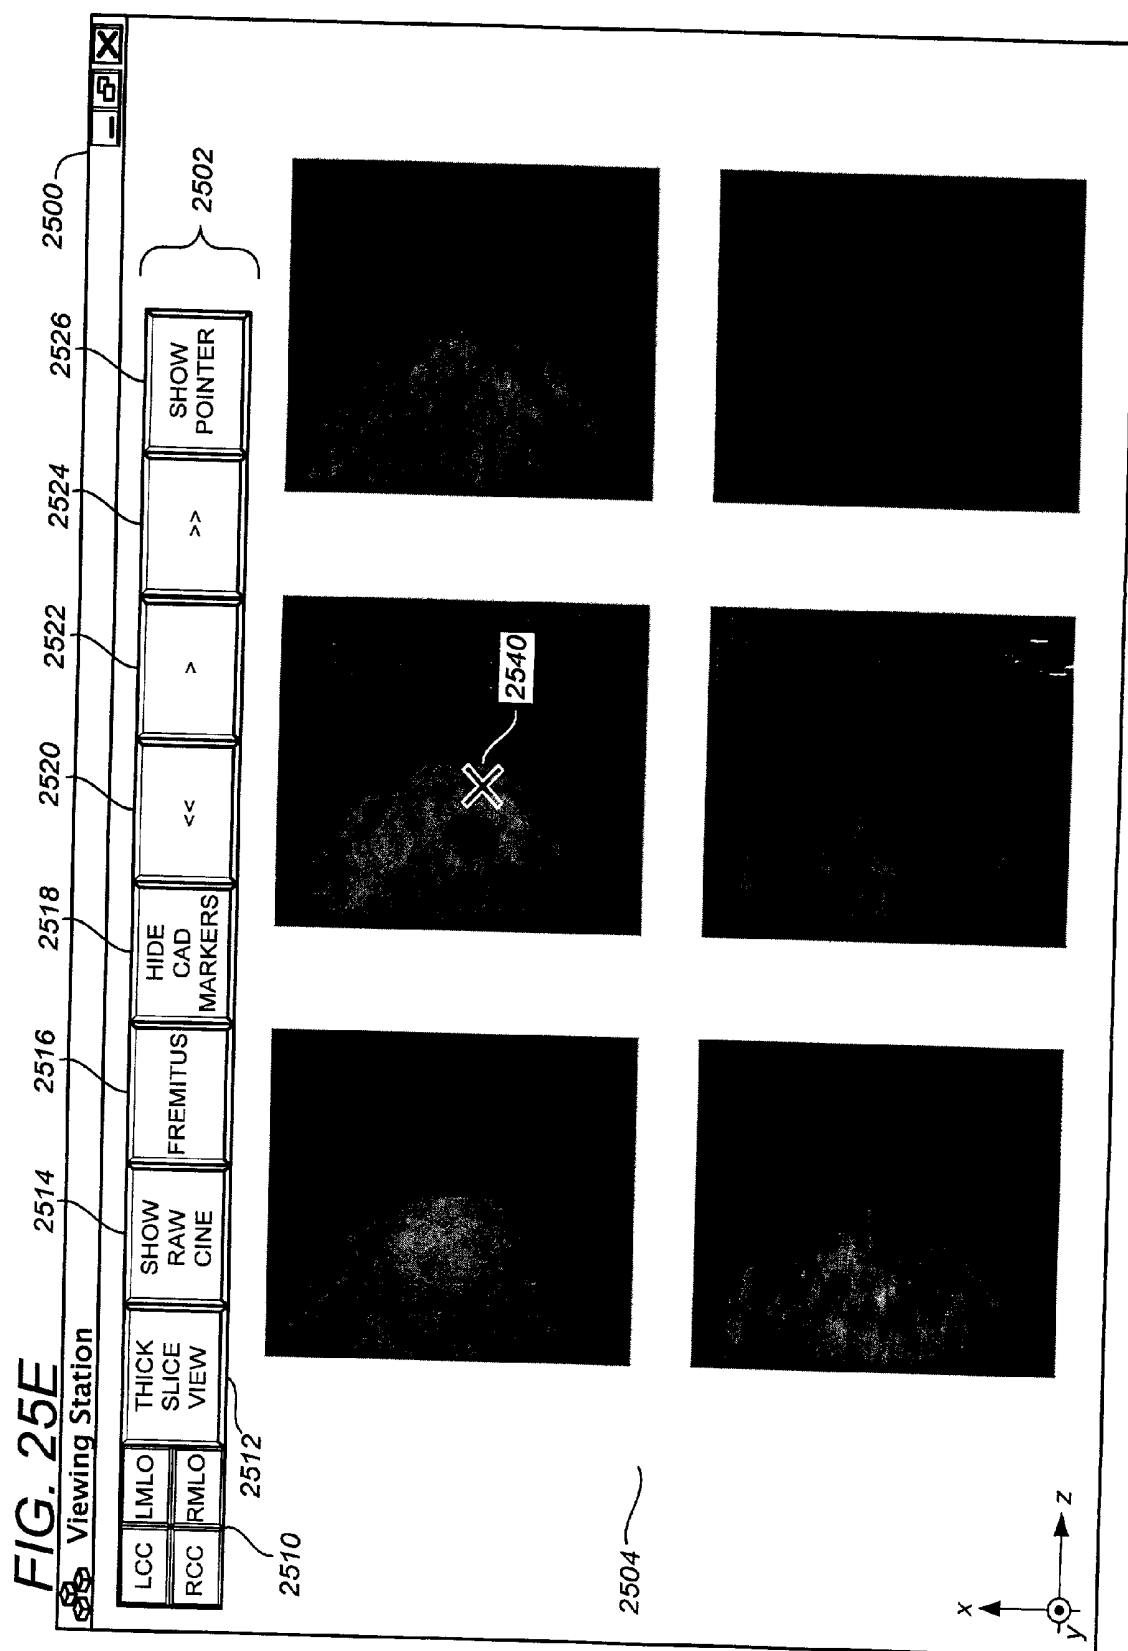 FIG. 25E
Viewing Station
2500
2514
2516
2518
2520
2522
2524
2526
2502
LCC
LMLO
RCC
RMLO
THICK
SLICE
VIEW
SHOW
RAW
CINE
FREMITUS
HIDE
CAD
MARKERS
<<
^
>>
SHOW
POINTER
2510
2512
2540
2504
x
y
z